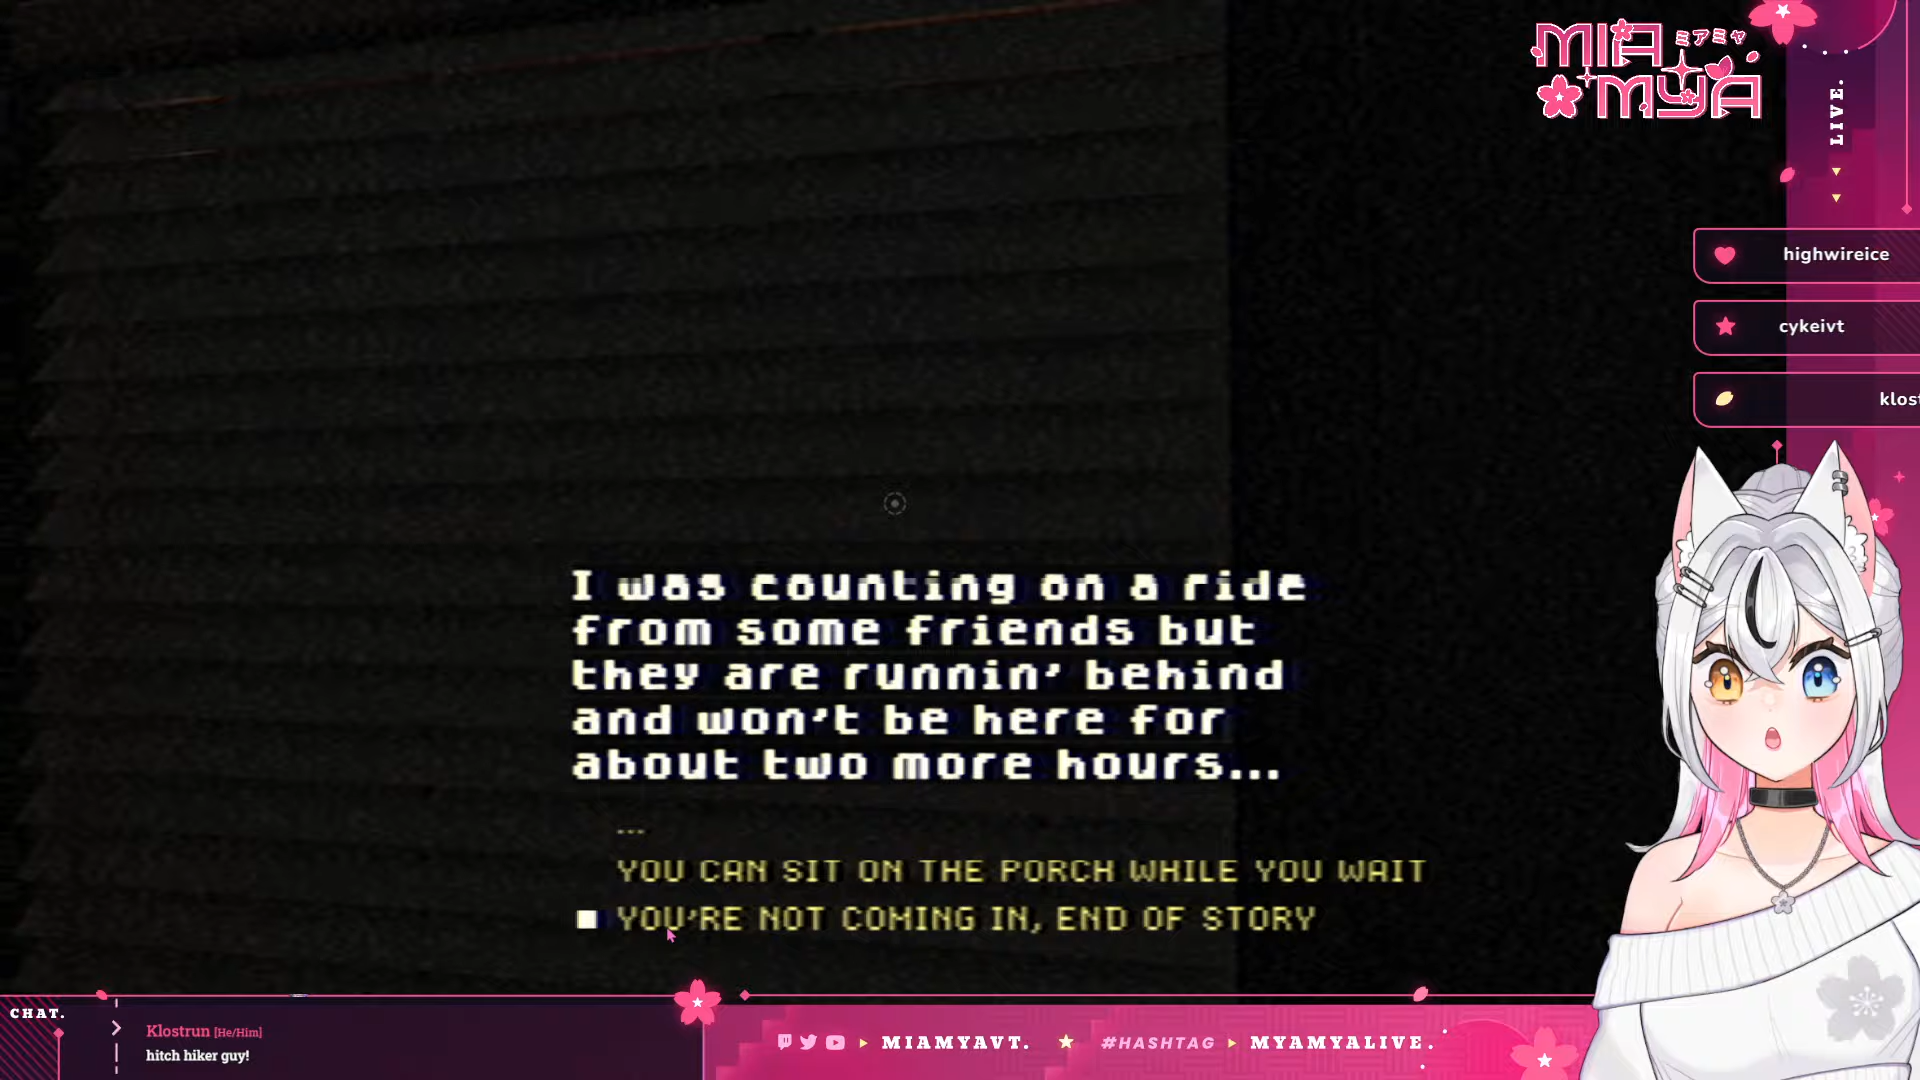 MIA ミアミャ
MYA
LIVE.
highwireice
cykeivt
klost
I was counting on a ride
from some friends but
they are runnin' behind
and won't be here for
about two more hours...
---
YOU CAN SIT ON THE PORCH WHILE YOU WAIT
YOU'RE NOT COMING IN, END OF STORY
CHAT.
Klostrun [He/Him]
hitch hiker guy!
MIAMYAVT. #HASHTAG MYAMYALIVE.